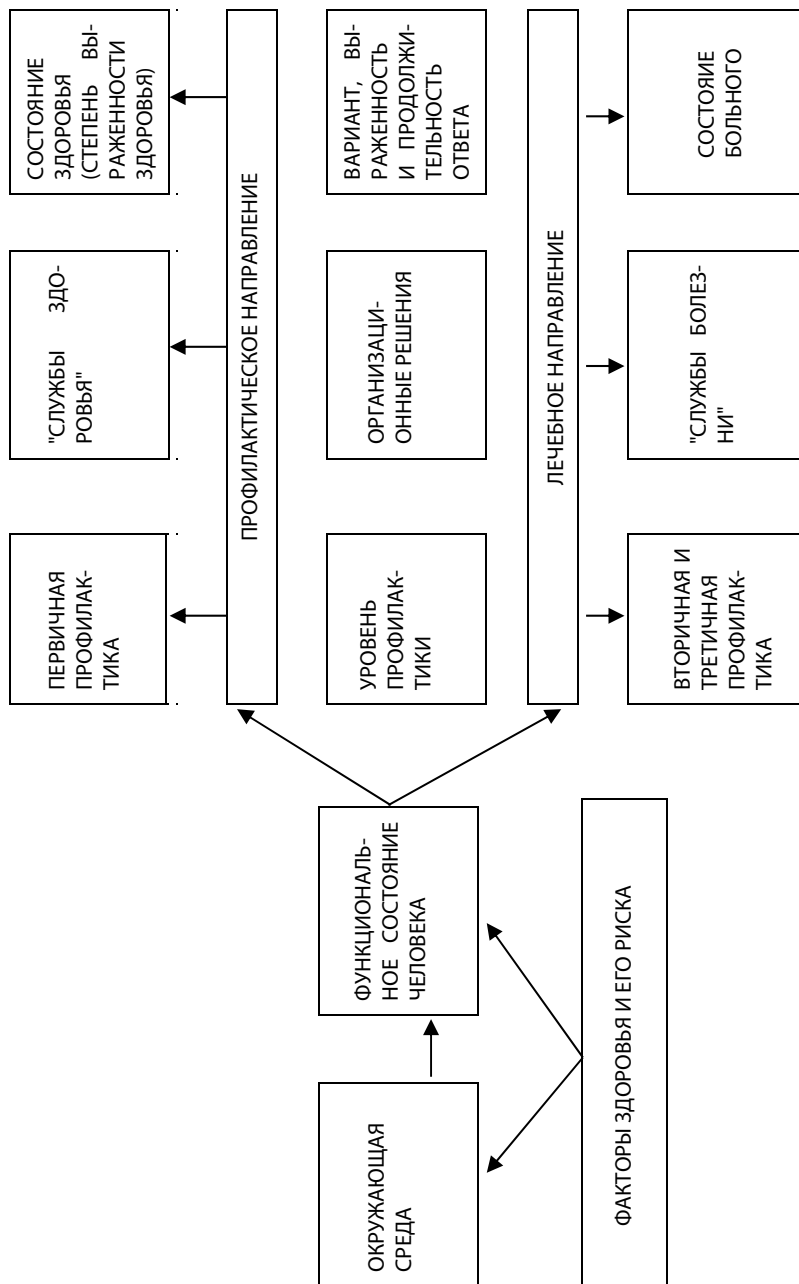 ОКРУЖАЮЩАЯ
СРЕДА
ФАКТОРЫ ЗДОРОВЬЯ И ЕГО РИСКА
ФУНКЦИОНАЛЬ-
НОЕ СОСТОЯНИЕ
ЧЕЛОВЕКА
ПЕРВИЧНАЯ
ПРОФИЛАК-
ТИКА
"СЛУЖБЫ ЗДО-
РОВЬЯ"
СОСТОЯНИЕ
ЗДОРОВЬЯ
(СТЕПЕНЬ ВЫ-
РАЖЕННОСТИ
ЗДОРОВЬЯ)
ПРОФИЛАКТИЧЕСКОЕ НАПРАВЛЕНИЕ
УРОВЕНЬ
ПРОФИЛАК-
ТИКИ
ОРГАНИЗАЦИ-
ОННЫЕ РЕШЕНИЯ
ВАРИАНТ, ВЫ-
РАЖЕННОСТЬ
И ПРОДОЛЖИ-
ТЕЛЬНОСТЬ
ОТВЕТА
ЛЕЧЕБНОЕ НАПРАВЛЕНИЕ
ВТОРИЧНАЯ И
ТРЕТИЧНАЯ
ПРОФИЛАК-
ТИКА
"СЛУЖБЫ БОЛЕЗ-
НИ"
СОСТОЯИЕ
БОЛЬНОГО